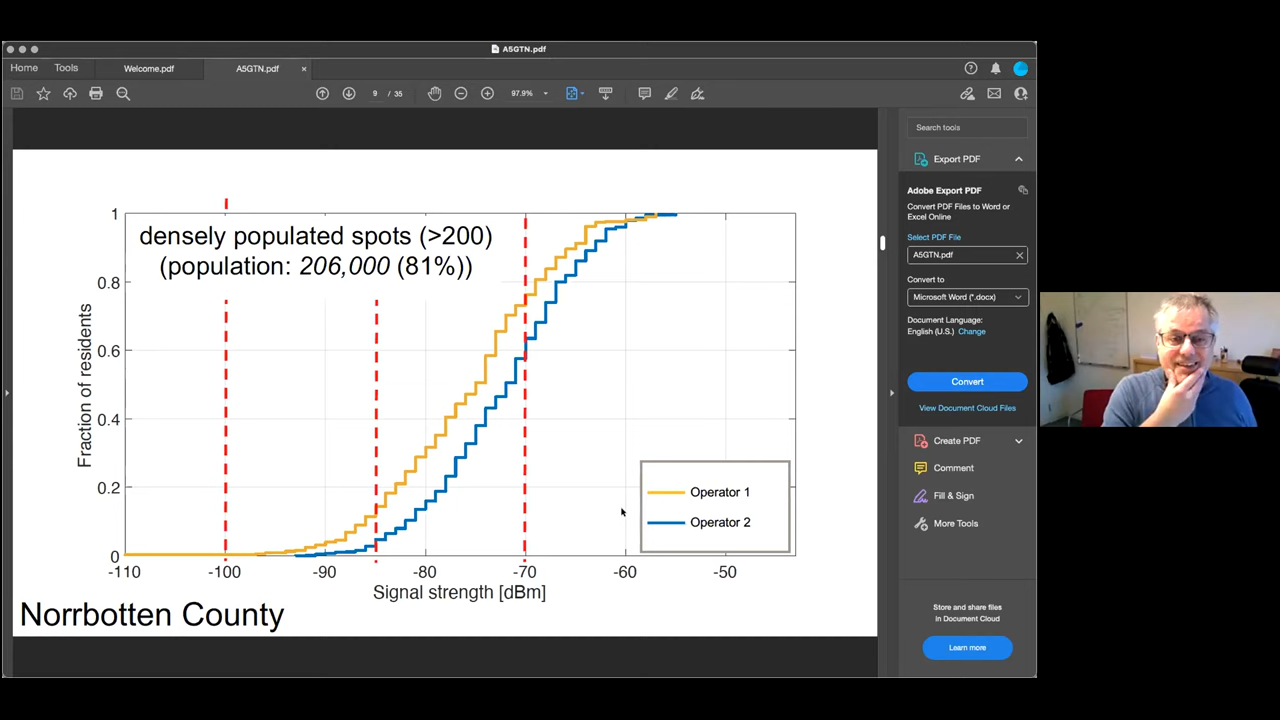 A5GTN.pdf
Home Tools Welcome.pdf A5GTN.pdf ×
9 / 35 97.9%
Search tools
Export PDF
Adobe Export PDF
Convert PDF Files to Word or
Excel Online
Select PDF File
A5GTN.pdf
Convert to
Microsoft Word (*.docx)
Document Language:
English (U.S.) Change
Convert
View Document Cloud Files
Create PDF
Comment
Fill & Sign
More Tools
Store and share files
in Document Cloud
Learn more
densely populated spots (>200)
(population: 206,000 (81%))
Fraction of residents
1
0.8
0.6
0.4
0.2
0
-110 -100 -90 -80 -70 -60 -50
Signal strength [dBm]
Operator 1
Operator 2
Norrbotten County